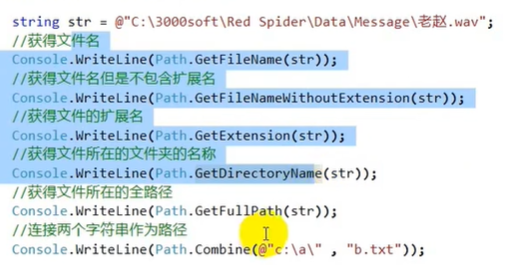 string str = @"C:\3000soft\Red Spider\Data\Message\老赵.wav";
//获得文件名
Console.WriteLine(Path.GetFileName(str));
//获得文件名但是不包含扩展名
Console.WriteLine(Path.GetFileNameWithoutExtension(str));
//获得文件的扩展名
Console.WriteLine(Path.GetExtension(str));
//获得文件所在的文件夹的名称
Console.WriteLine(Path.GetDirectoryName(str));
//获得文件所在的全路径
Console.WriteLine(Path.GetFullPath(str));
//连接两个字符串作为路径
Console.WriteLine(Path.Combine(@"c:\a\" , "b.txt"));